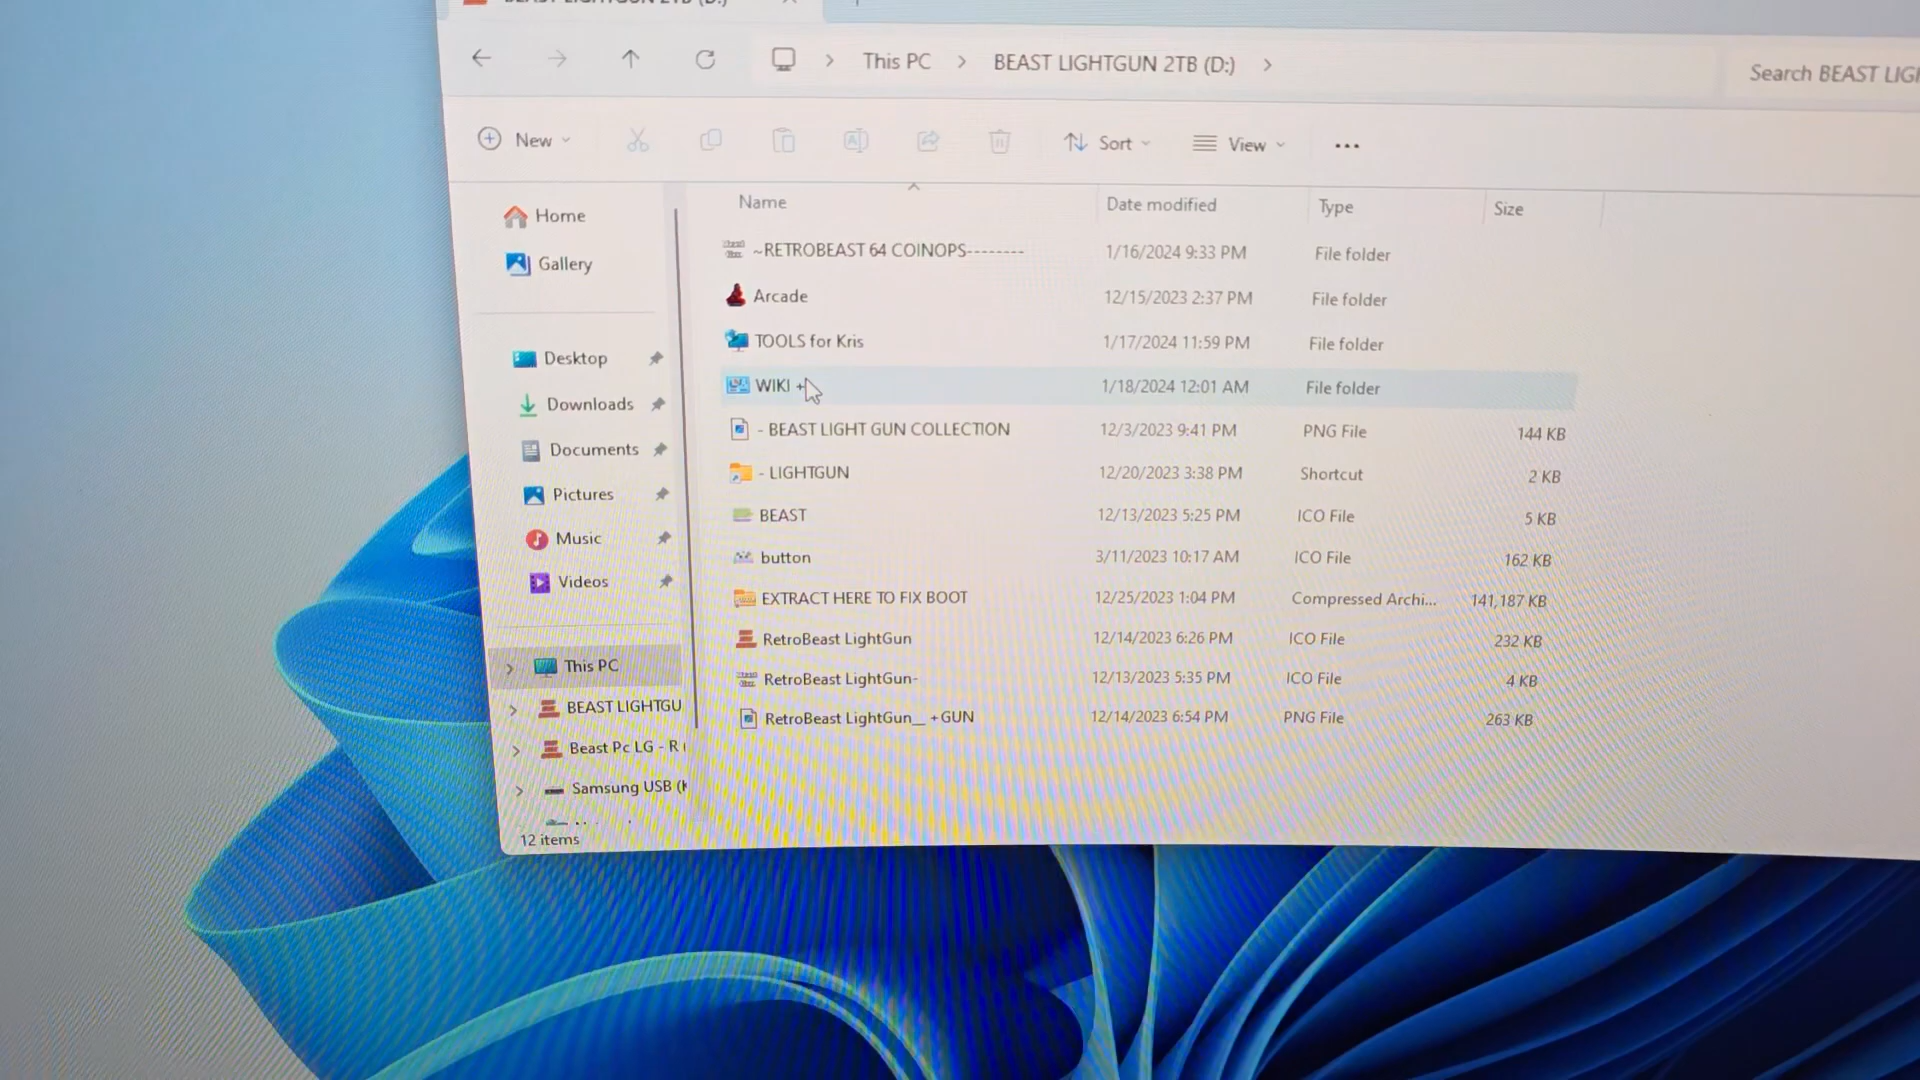 BEAST LIGHTGUN 2TB (D:)
This PC > BEAST LIGHTGUN 2TB (D:) >
Search BEAST LIG
New
Sort
View
Name Date modified Type Size
Home
Gallery
Desktop
Downloads
Documents
Pictures
Music
Videos
This PC
BEAST LIGHTGU
Beast Pc LG - R
Samsung USB (
12 items
~RETROBEAST 64 COINOPS-------- 1/16/2024 9:33 PM File folder
Arcade 12/15/2023 2:37 PM File folder
TOOLS for Kris 1/17/2024 11:59 PM File folder
WIKI + 1/18/2024 12:01 AM File folder
- BEAST LIGHT GUN COLLECTION 12/3/2023 9:41 PM PNG File 144 KB
- LIGHTGUN 12/20/2023 3:38 PM Shortcut 2 KB
BEAST 12/13/2023 5:25 PM ICO File 5 KB
button 3/11/2023 10:17 AM ICO File 162 KB
EXTRACT HERE TO FIX BOOT 12/25/2023 1:04 PM Compressed Archi... 141,187 KB
RetroBeast LightGun 12/14/2023 6:26 PM ICO File 232 KB
RetroBeast LightGun- 12/13/2023 5:35 PM ICO File 4 KB
RetroBeast LightGun__ +GUN 12/14/2023 6:54 PM PNG File 263 KB